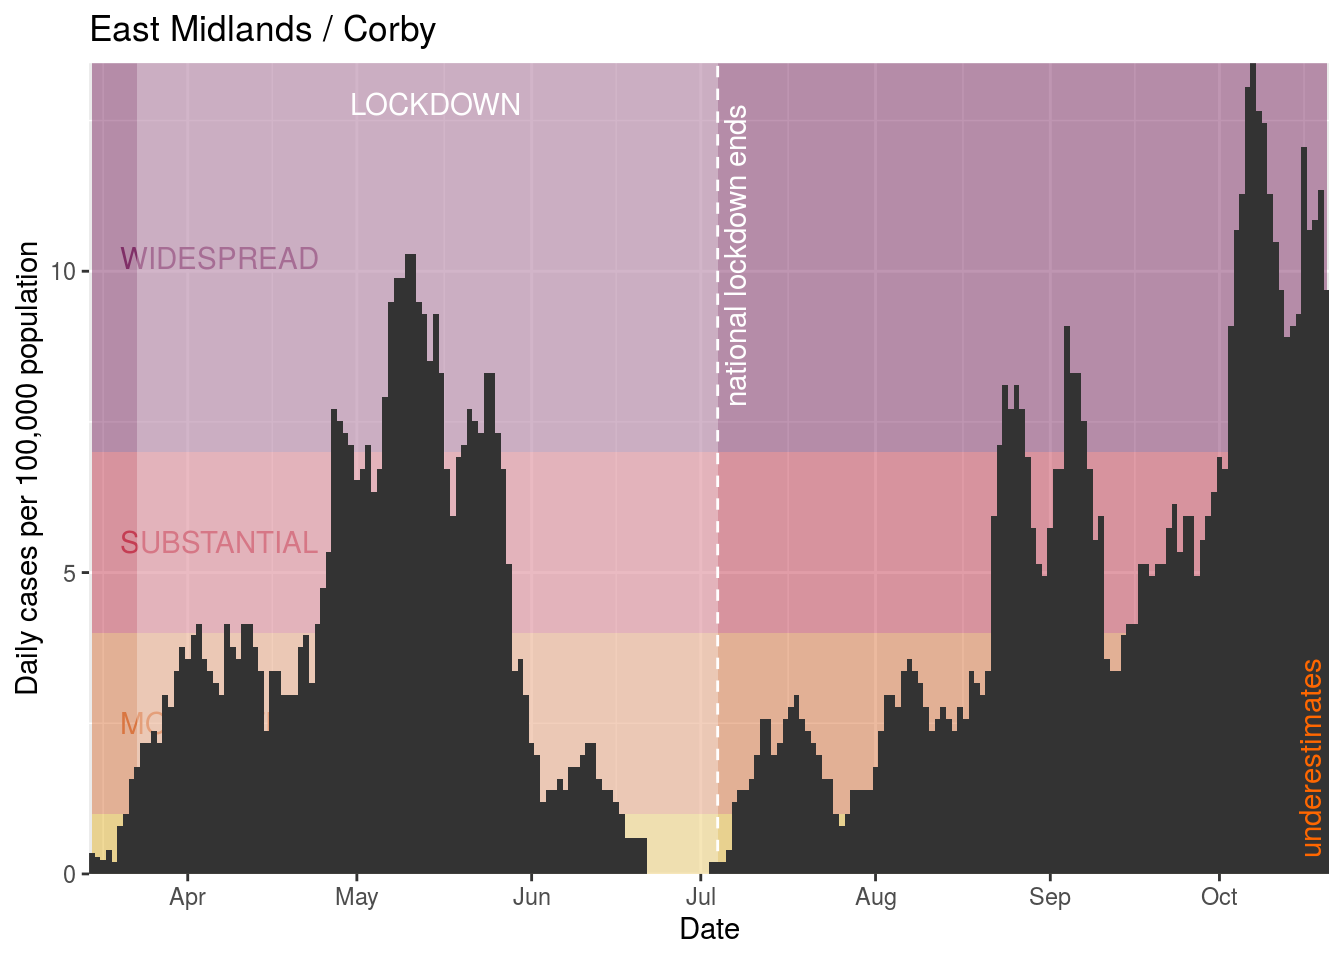 East Midlands / Corby
LOCKDOWN
national lockdown ends
WIDESPREAD
SUBSTANTIAL
underestimates
Daily cases per 100,000 population
10
5
0
Apr
May
Jun
Jul
Aug
Sep
Oct
Date